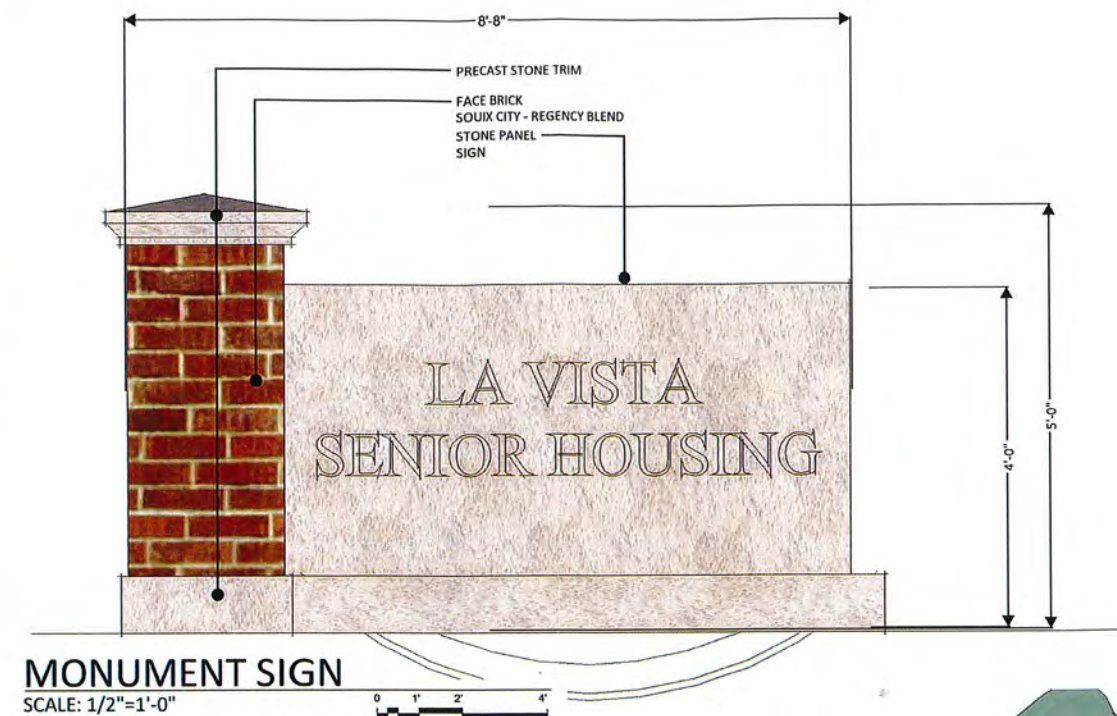 8'-8"
PRECAST STONE TRIM
FACE BRICK
SOUIX CITY - REGENCY BLEND
STONE PANEL
SIGN
LA VISTA
SENIOR HOUSING
4'-0"
5'-0"
MONUMENT SIGN
SCALE: 1/2"=1'-0"
0 1' 2' 4'